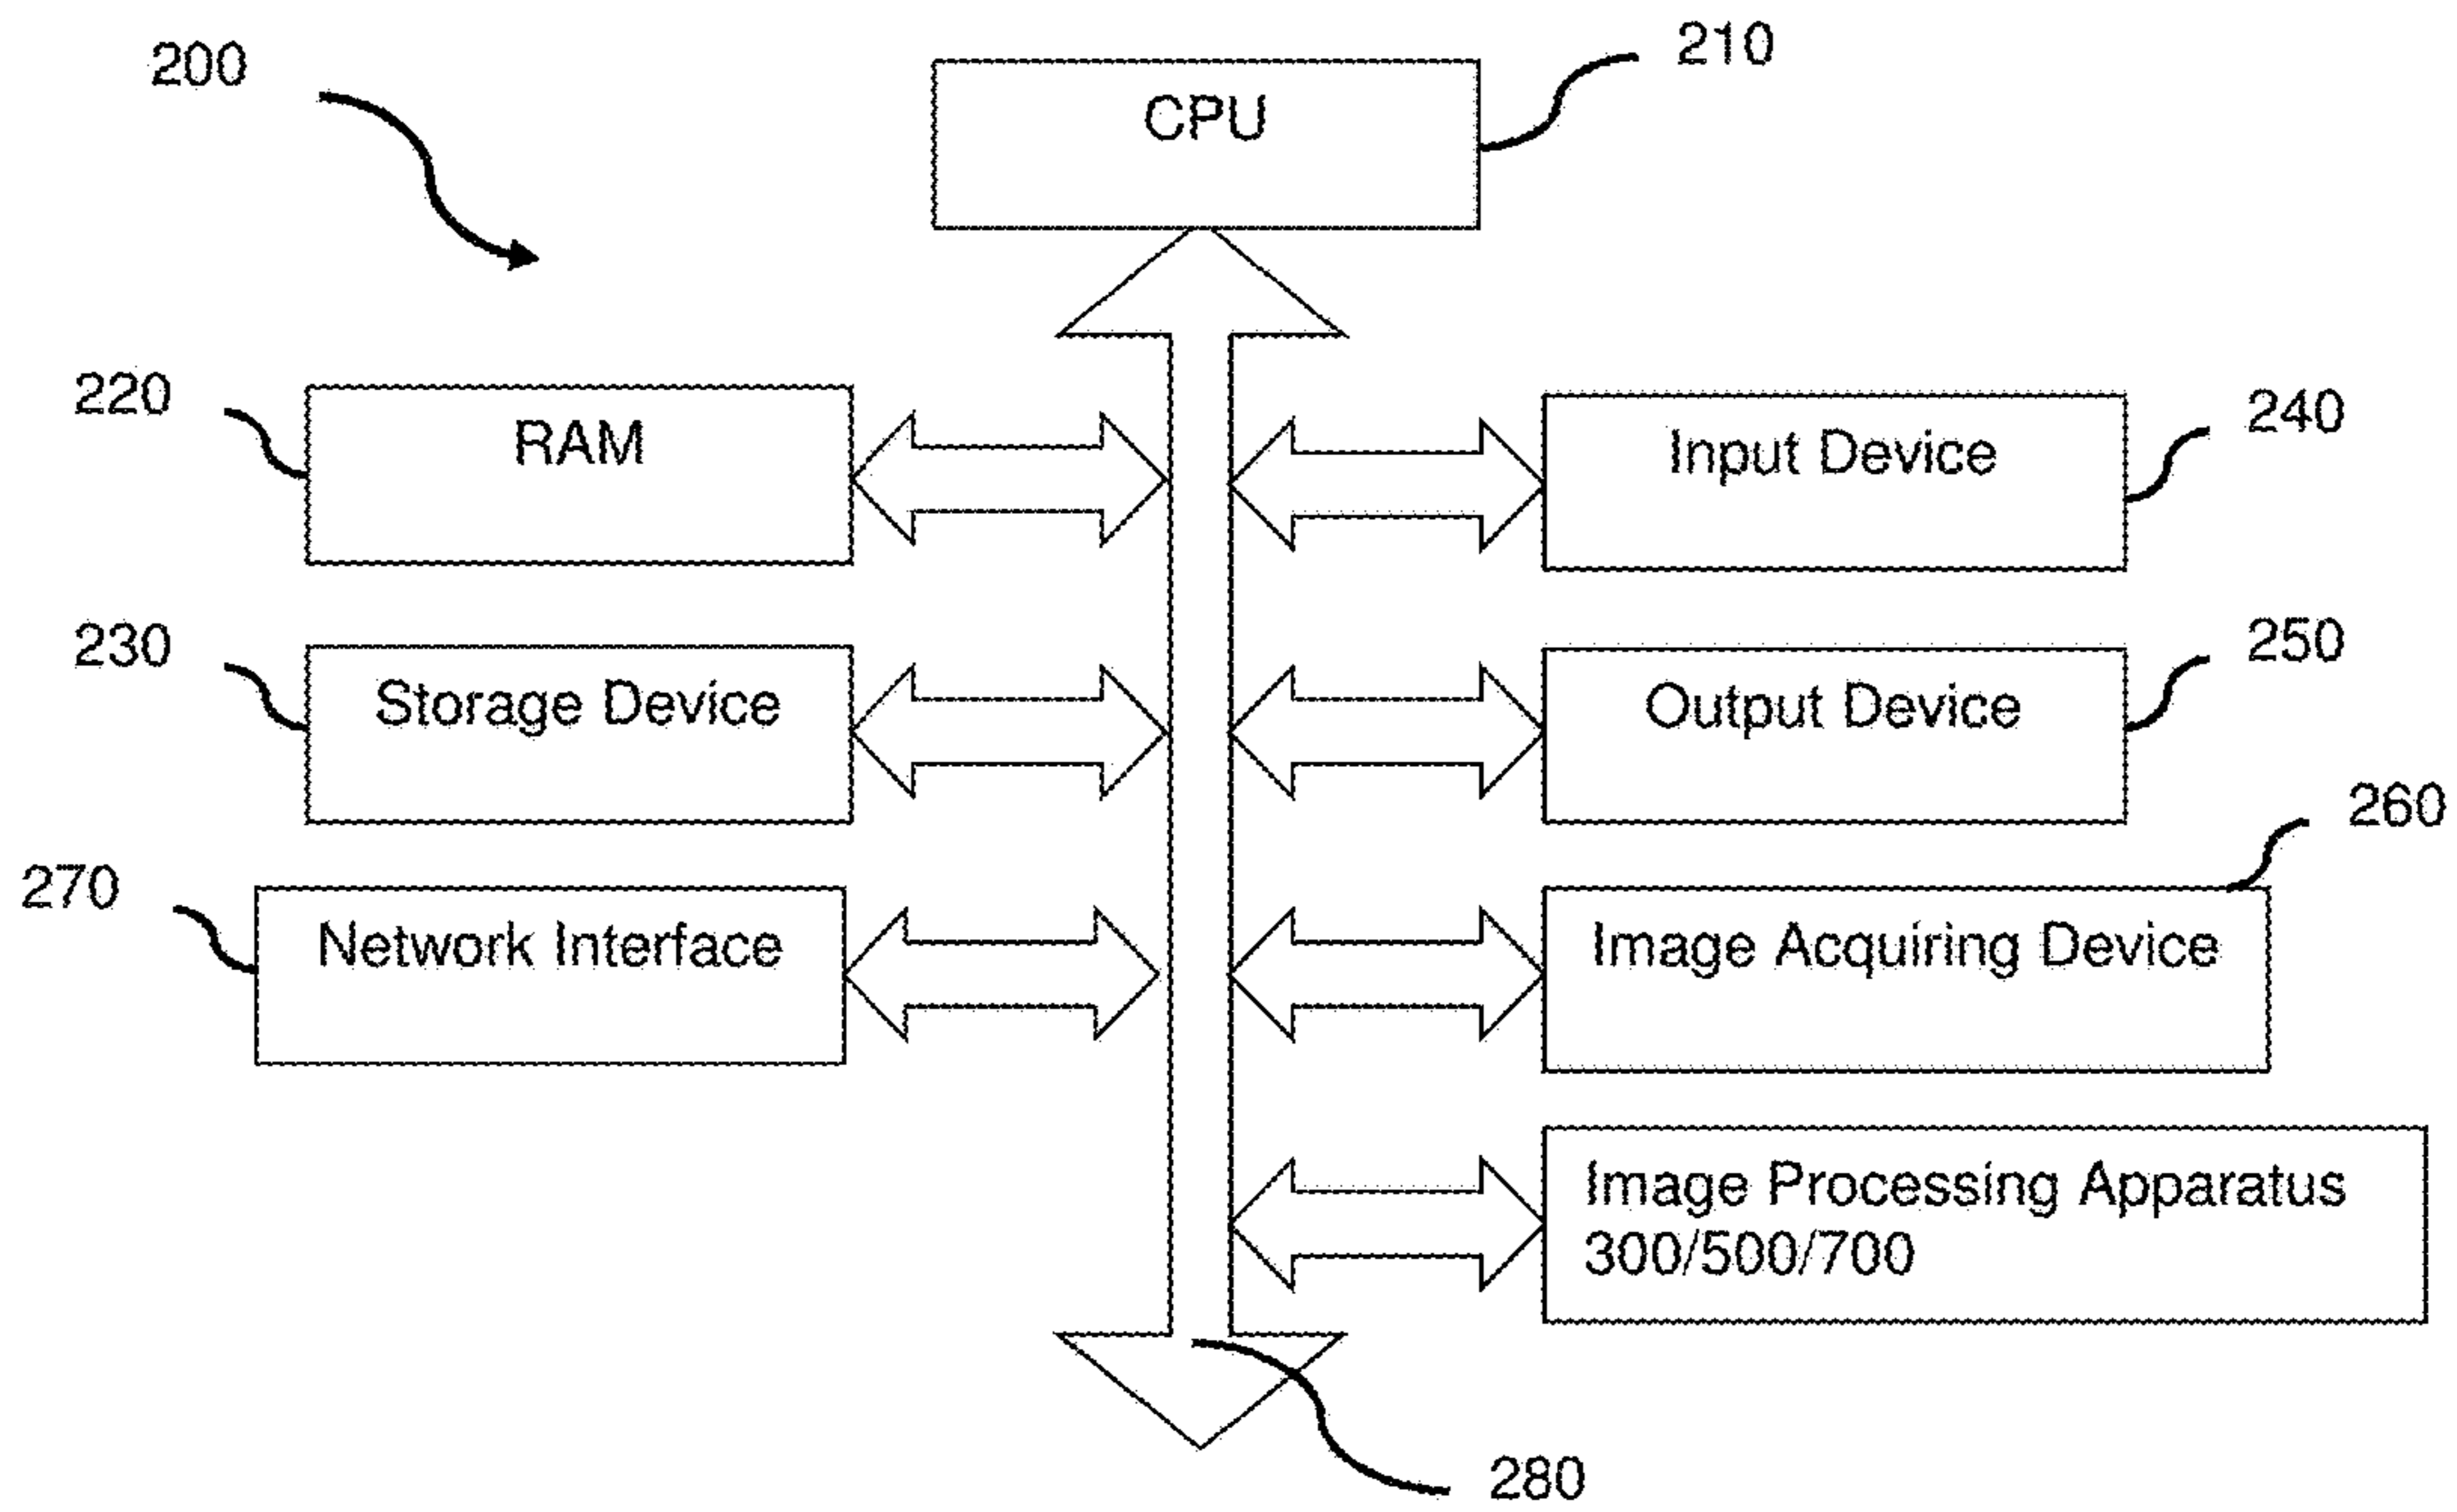 200
CPU
210
220
RAM
Input Device
240
230
Storage Device
Output Device
250
260
270
Network Interface
Image Acquiring Device
Image Processing Apparatus
300/500/700
280